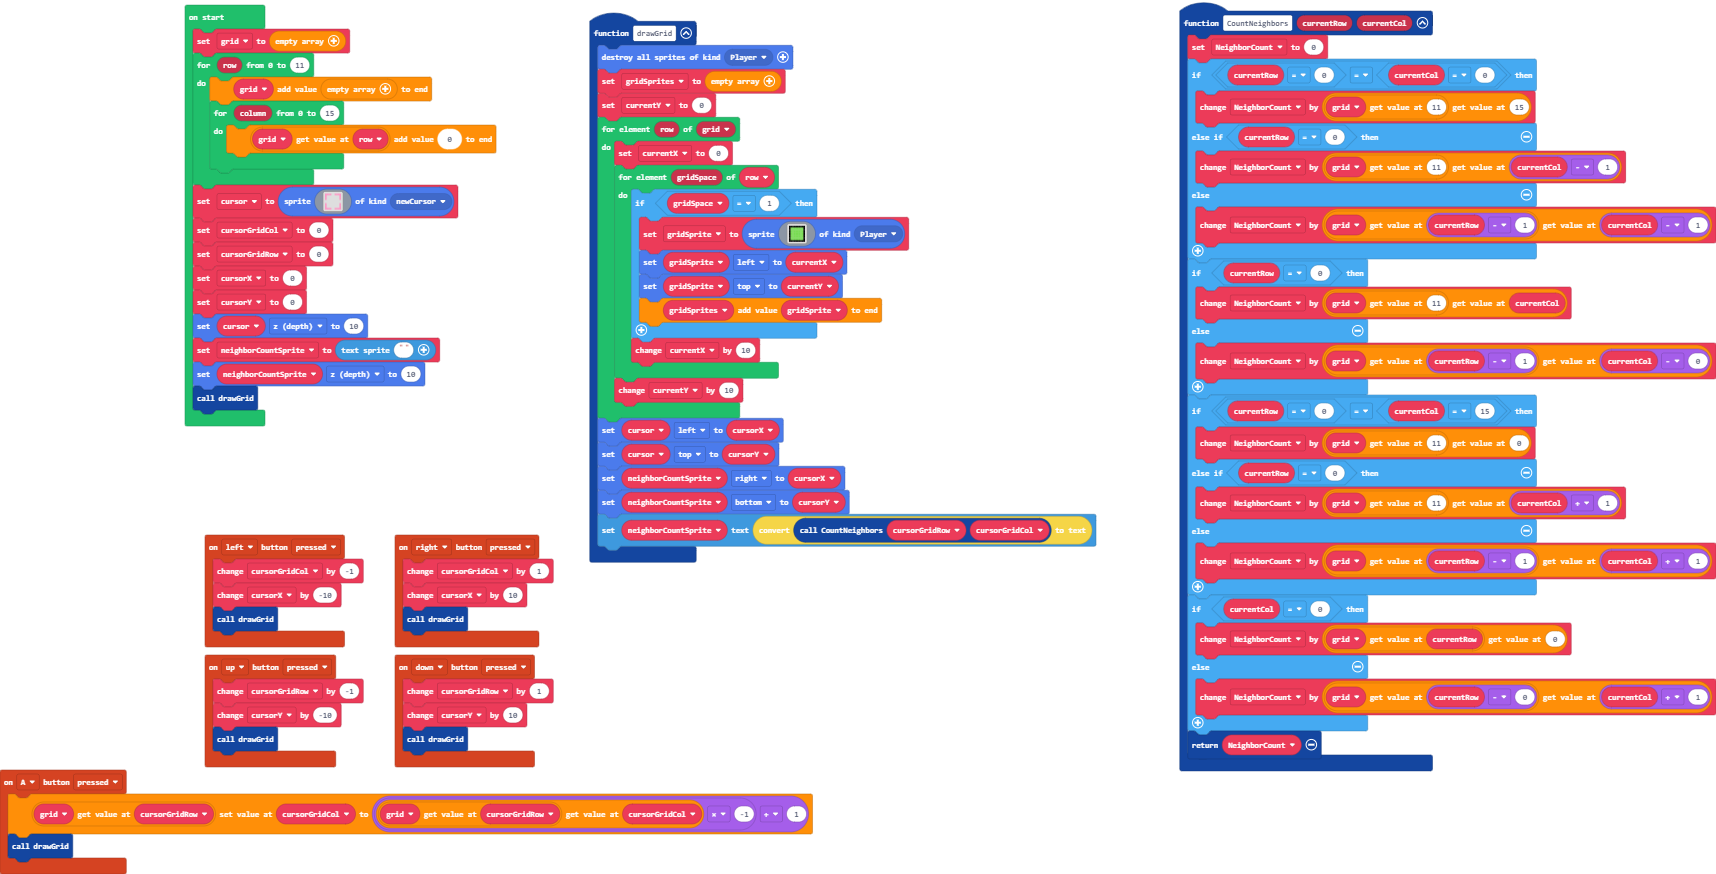 on start
set grid to empty array
for row from 0 to 11
do grid add value empty array to end
for column from 0 to 15
do grid get value at row add value 0 to end
set cursor to sprite of kind newCursor
set cursorGridCol to 0
set cursorGridRow to 0
set cursorX to 0
set cursorY to 0
set cursor z (depth) to 10
set neighborCountSprite to text sprite " "
set neighborCountSprite z (depth) to 10
call drawGrid
on left button pressed
change cursorGridCol by -1
change cursorX by -10
call drawGrid
on right button pressed
change cursorGridCol by 1
change cursorX by 10
call drawGrid
on up button pressed
change cursorGridRow by -1
change cursorY by -10
call drawGrid
on down button pressed
change cursorGridRow by 1
change cursorY by 10
call drawGrid
on A button pressed
grid get value at cursorGridRow set value at cursorGridCol to grid get value at cursorGridRow get value at cursorGridCol × -1 + 1
call drawGrid
function drawGrid
destroy all sprites of kind Player
set gridSprites to empty array
set currentY to 0
for element row of grid
do set currentX to 0
for element gridSpace of row
do if gridSpace = 1 then
set gridSprite to sprite of kind Player
set gridSprite left to currentX
set gridSprite top to currentY
gridSprites add value gridSprite to end
change currentX by 10
change currentY by 10
set cursor left to cursorX
set cursor top to cursorY
set neighborCountSprite right to cursorX
set neighborCountSprite bottom to cursorY
set neighborCountSprite text convert call CountNeighbors cursorGridRow cursorGridCol to text
function CountNeighbors currentRow currentCol
set NeighborCount to 0
if currentRow = 0 = currentCol = 0 then
change NeighborCount by grid get value at 11 get value at 15
else if currentRow = 0 then
change NeighborCount by grid get value at 11 get value at currentCol - 1
else
change NeighborCount by grid get value at currentRow - 1 get value at currentCol - 1
if currentRow = 0 then
change NeighborCount by grid get value at 11 get value at currentCol
else
change NeighborCount by grid get value at currentRow - 1 get value at currentCol - 0
if currentRow = 0 = currentCol = 15 then
change NeighborCount by grid get value at 11 get value at 0
else if currentRow = 0 then
change NeighborCount by grid get value at 11 get value at currentCol + 1
else
change NeighborCount by grid get value at currentRow - 1 get value at currentCol + 1
if currentCol = 0 then
change NeighborCount by grid get value at currentRow get value at 0
else
change NeighborCount by grid get value at currentRow - 0 get value at currentCol + 1
return NeighborCount